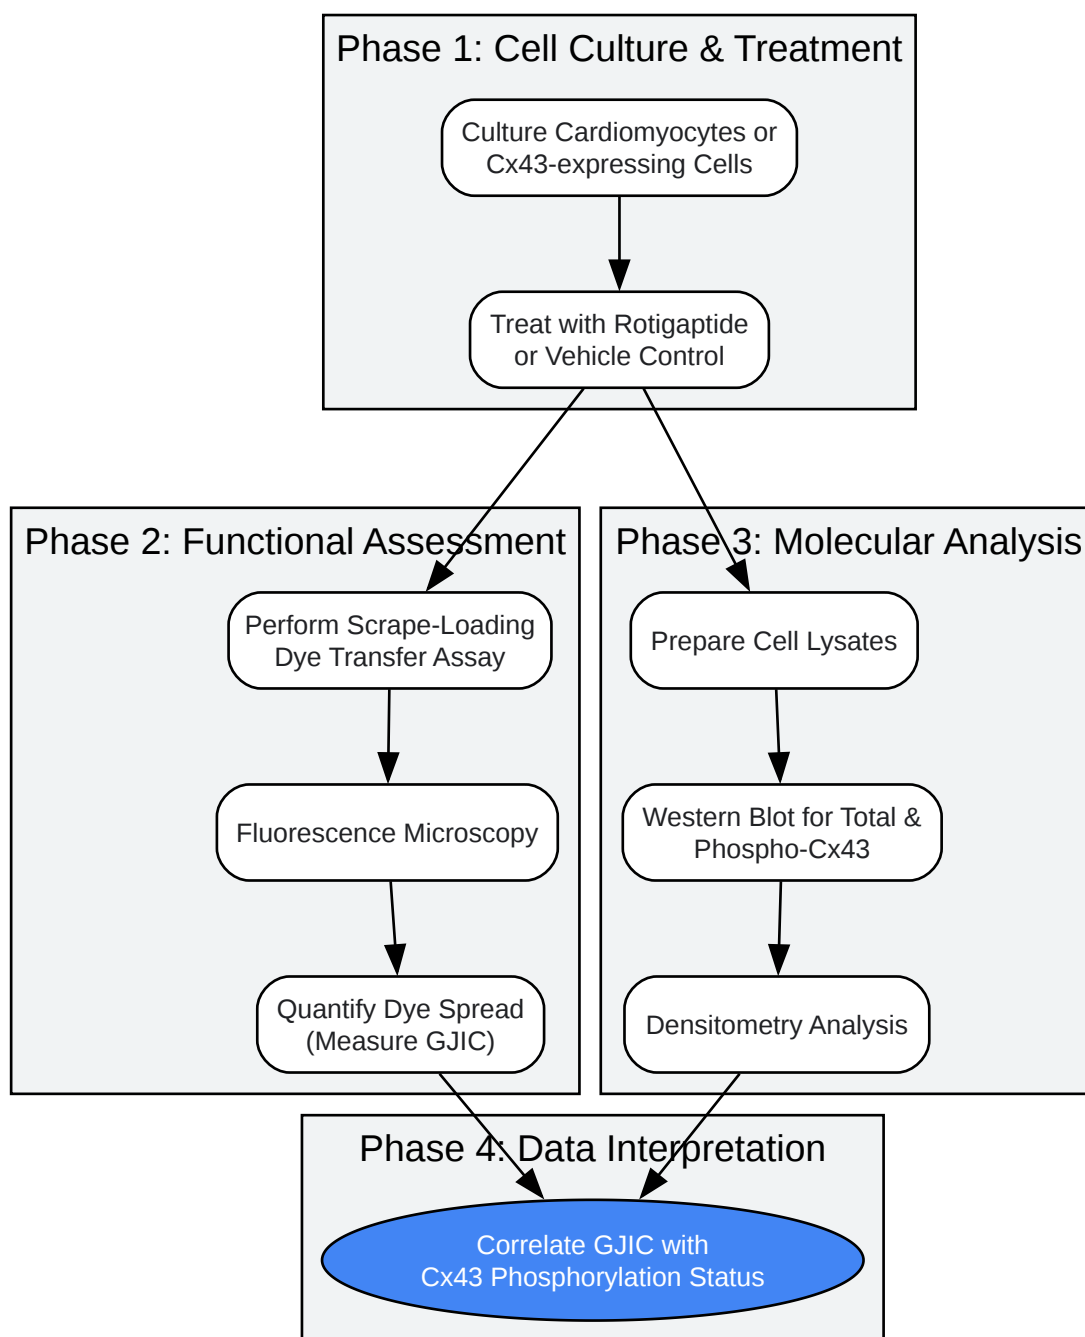 Phase 1: Cell Culture & Treatment
Culture Cardiomyocytes or
Cx43-expressing Cells
Treat with Rotigaptide
or Vehicle Control
Phase 2: Functional Assessment
Perform Scrape-Loading
Dye Transfer Assay
Fluorescence Microscopy
Quantify Dye Spread
(Measure GJIC)
Phase 3: Molecular Analysis
Prepare Cell Lysates
Western Blot for Total &
Phospho-Cx43
Densitometry Analysis
Phase 4: Data Interpretation
Correlate GJIC with
Cx43 Phosphorylation Status